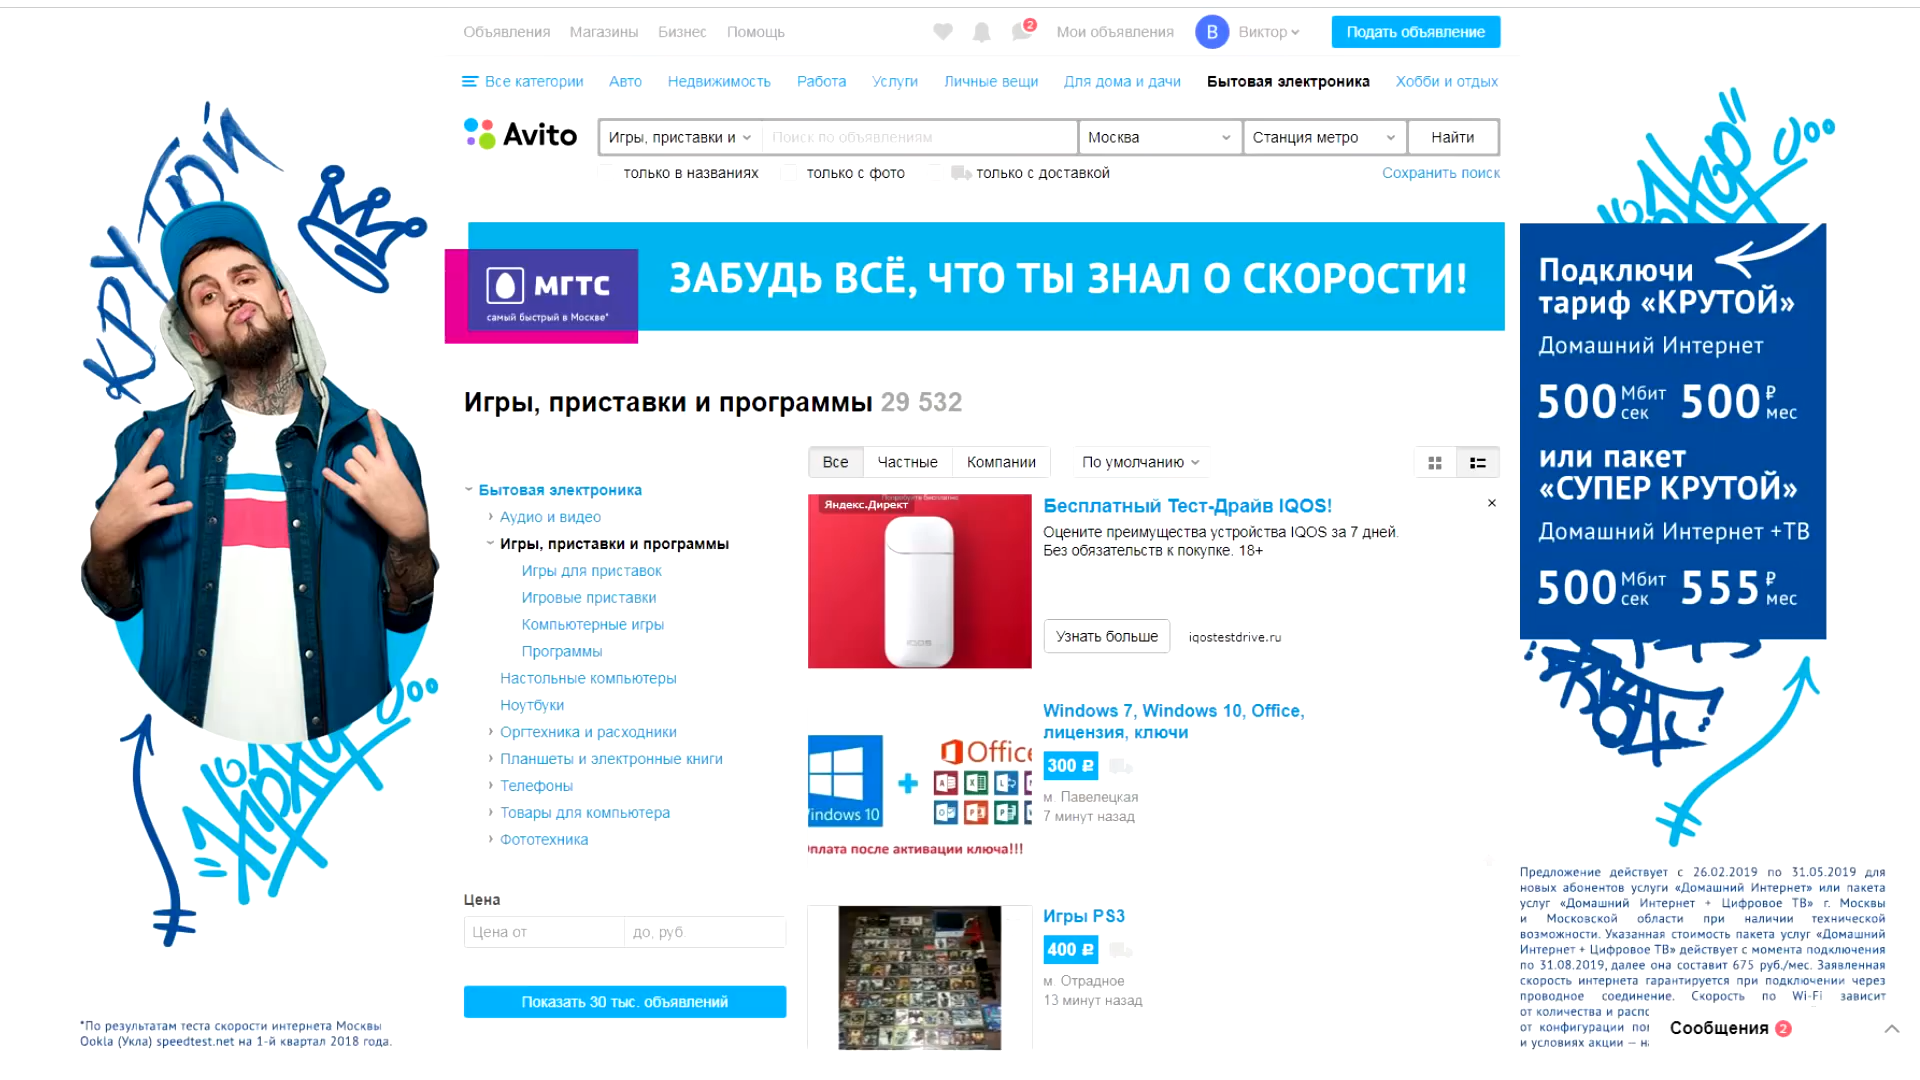 Объявления Магазины Бизнес Помощь
2 Мои объявления В Виктор Подать объявление
Все категории Авто Недвижимость Работа Услуги Личные вещи Для дома и дачи Бытовая электроника Хобби и отдых
Avito
Игры, приставки и Поиск по объявлениям Москва Станция метро Найти
только в названиях только с фото только с доставкой Сохранить поиск
КРУТОЙ
МГТС
самый быстрый в Москве*
ЗАБУДЬ ВСЁ, ЧТО ТЫ ЗНАЛ О СКОРОСТИ!
Игры, приставки и программы 29 532
Все Частные Компании По умолчанию
Бытовая электроника
Аудио и видео
Игры, приставки и программы
Игры для приставок
Игровые приставки
Компьютерные игры
Программы
Настольные компьютеры
Ноутбуки
Оргтехника и расходники
Планшеты и электронные книги
Телефоны
Товары для компьютера
Фототехника
Цена
Цена от до, руб.
Показать 30 тыс. объявлений
Яндекс.Директ
IQOS
Бесплатный Тест-Драйв IQOS!
Оцените преимущества устройства IQOS за 7 дней.
Без обязательств к покупке. 18+
Узнать больше iqostestdrive.ru
indows 10
Office
плата после активации ключа!!!
Windows 7, Windows 10, Office,
лицензия, ключи
300 ₽
м Павелецкая
7 минут назад
Игры PS3
400 ₽
м Отрадное
13 минут назад
Подключи
тариф «КРУТОЙ»
Домашний Интернет
500 Мбит сек 500 ₽ мес
или пакет
«СУПЕР КРУТОЙ»
Домашний Интернет +ТВ
500 Мбит сек 555 ₽ мес
Предложение действует с 26.02.2019 по 31.05.2019 для
новых абонентов услуги «Домашний Интернет» или пакета
услуг «Домашний Интернет + Цифровое ТВ» г. Москвы
и Московской области при наличии технической
возможности. Указанная стоимость пакета услуг «Домашний
Интернет + Цифровое ТВ» действует с момента подключения
по 31.08.2019, далее она составит 675 руб./мес. Заявленная
скорость интернета гарантируется при подключении через
проводное соединение. Скорость по Wi-Fi зависит
от количества и расп
от конфигурации по
и условиях акции — н
Сообщения 2
*По результатам теста скорости интернета Москвы
Ookla (Укла) speedtest.net на 1-й квартал 2018 года.